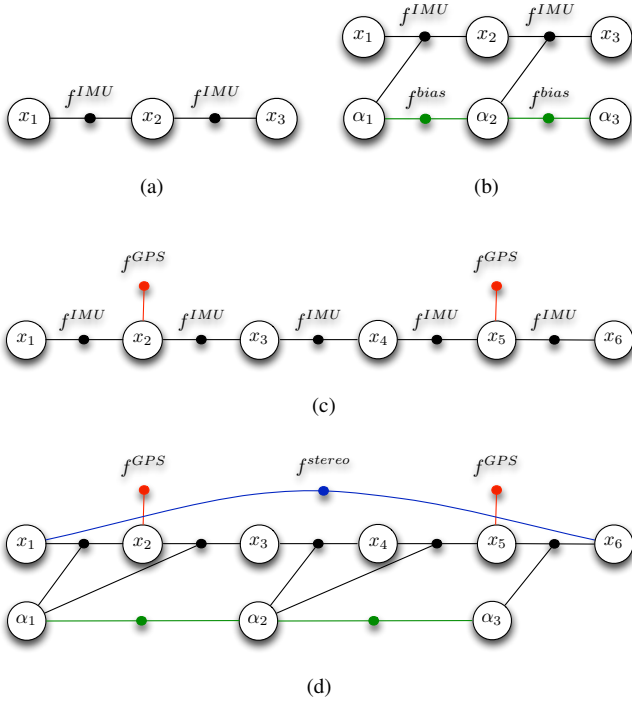 f^{IMU} f^{IMU}
x_1 x_2 x_3
f^{bias} f^{bias}
α_1 α_2 α_3
(b)
f^{IMU} f^{IMU}
x_1 x_2 x_3
(a)
f^{GPS} f^{GPS}
f^{IMU} f^{IMU} f^{IMU} f^{IMU} f^{IMU}
x_1 x_2 x_3 x_4 x_5 x_6
(c)
f^{GPS} f^{stereo} f^{GPS}
x_1 x_2 x_3 x_4 x_5 x_6
α_1 α_2 α_3
(d)